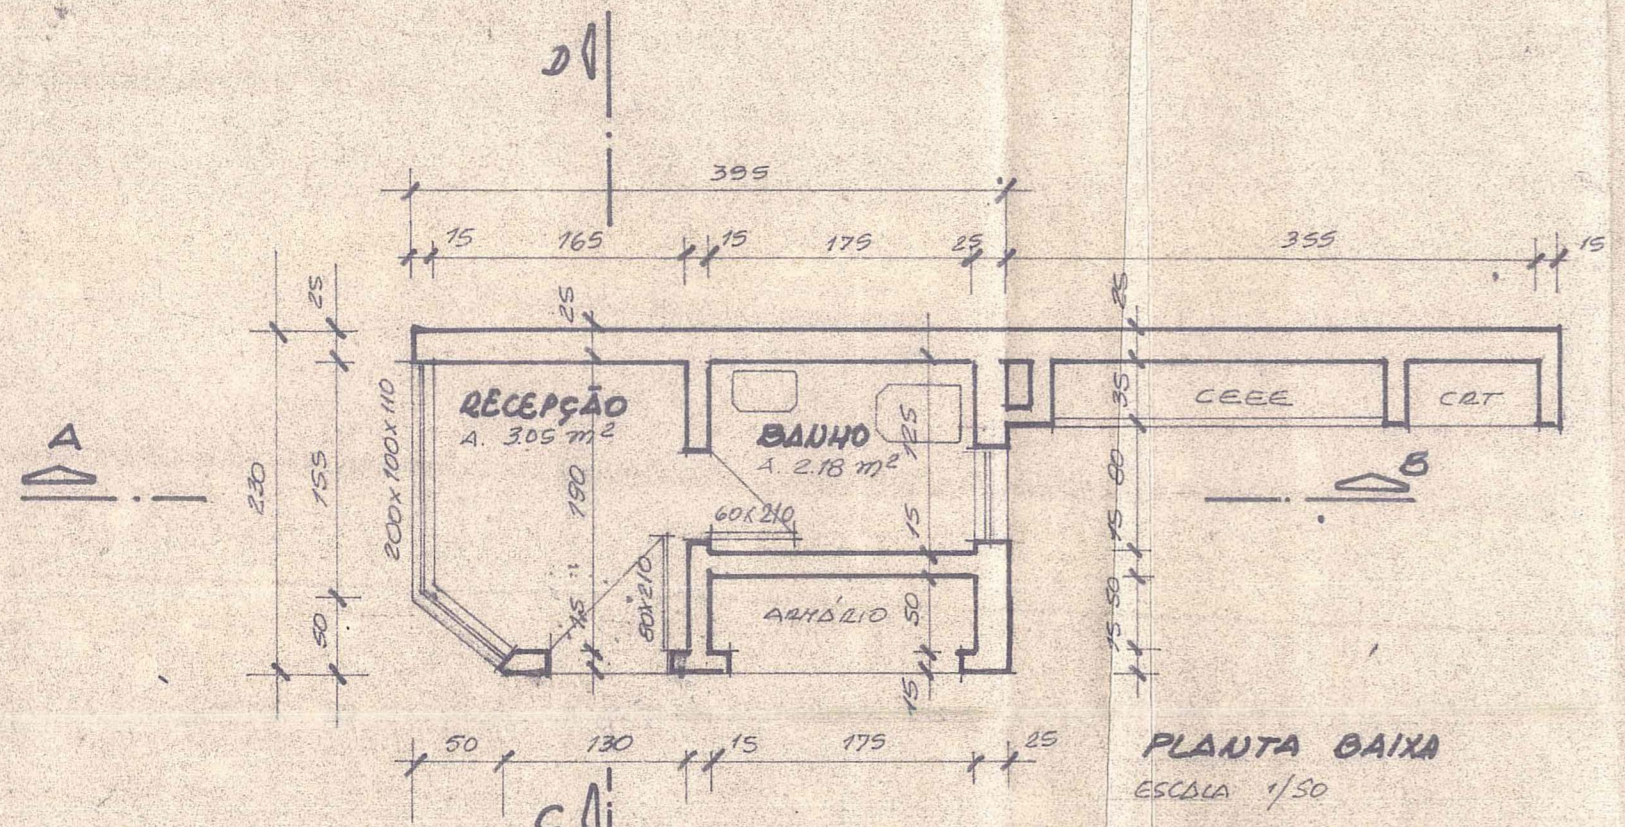 D
395
15 165 15 175 25 355 15
25 25 25
RECEPÇÃO
A. 3.05 m²
BANHO
A. 2.18 m²
CEEE
CRT
A
B
200x100x110
230
155
50
190
15
125
15
50
15
35
80
15
50
15
60x210
80x210
ARMÁRIO
50 130 15 175 25
C
PLANTA BAIXA
ESCALA 1/50